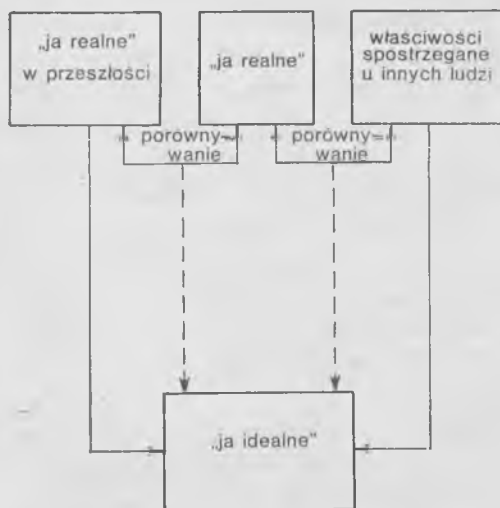 „ja realne"
w przeszłości
„ja realne"
właściwości
spostrzegane
u innych ludzi
porówny-
wanie
porówny-
wanie
„ja idealne"